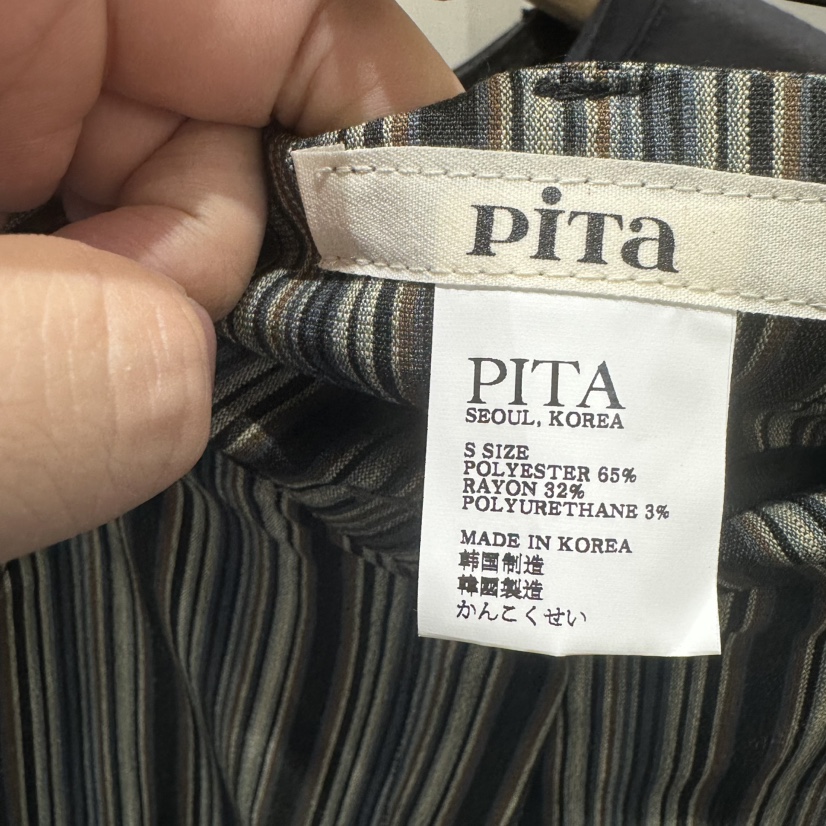 PiTa
PITA
SEOUL, KOREA
S SIZE
POLYESTER 65%
RAYON 32%
POLYURETHANE 3%
MADE IN KOREA
韩国制造
韓國製造
かんこくせい